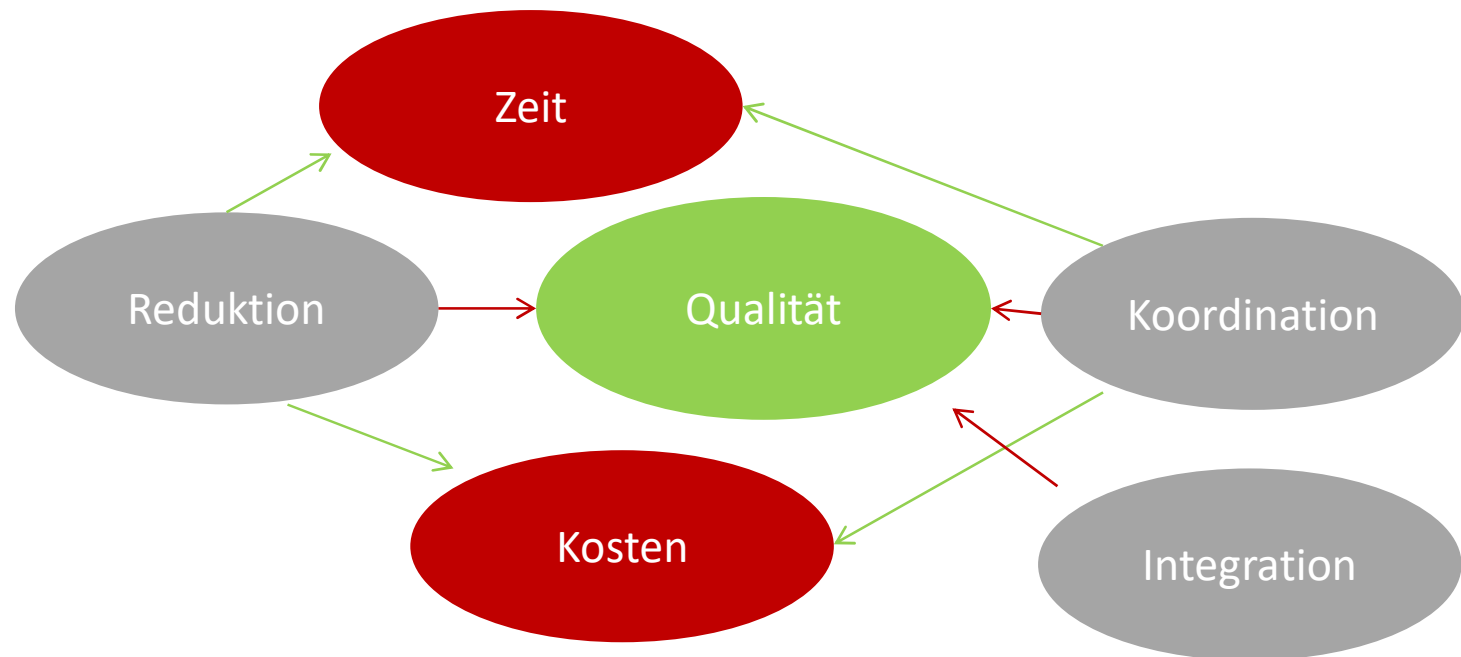 Zeit
Reduktion
Qualität
Koordination
Kosten
Integration